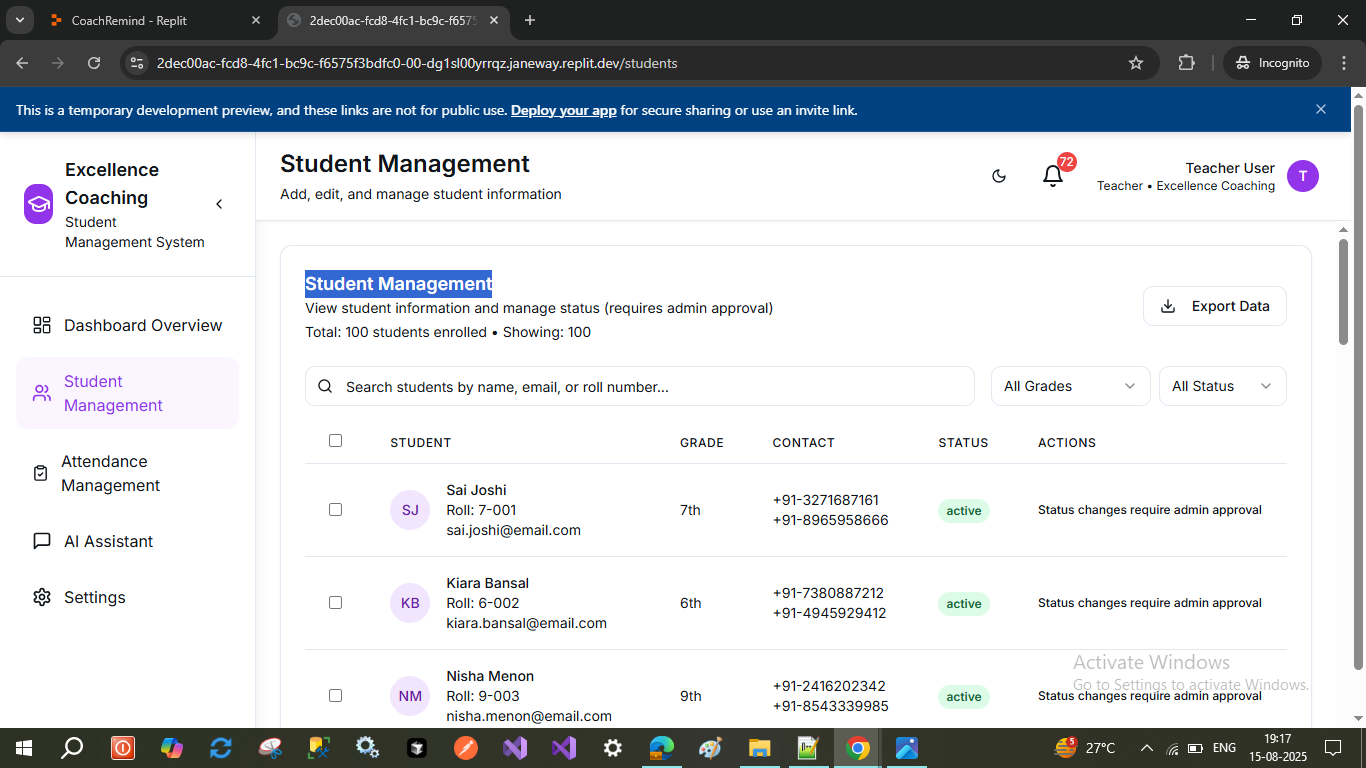 CoachRemind - Replit
2dec00ac-fcd8-4fc1-bc9c-f6575
2dec00ac-fcd8-4fc1-bc9c-f6575f3bdfc0-00-dg1sl00yrrqz.janeway.replit.dev/students
Incognito
This is a temporary development preview, and these links are not for public use. Deploy your app for secure sharing or use an invite link.
Excellence
Coaching
Student
Management System
Dashboard Overview
Student
Management
Attendance
Management
AI Assistant
Settings
Student Management
Add, edit, and manage student information
72
Teacher User
Teacher • Excellence Coaching
T
Student Management
View student information and manage status (requires admin approval)
Total: 100 students enrolled • Showing: 100
Export Data
Search students by name, email, or roll number...
All Grades
All Status
STUDENT GRADE CONTACT STATUS ACTIONS
SJ
Sai Joshi
Roll: 7-001
sai.joshi@email.com
7th
+91-3271687161
+91-8965958666
active
Status changes require admin approval
KB
Kiara Bansal
Roll: 6-002
kiara.bansal@email.com
6th
+91-7380887212
+91-4945929412
active
Status changes require admin approval
NM
Nisha Menon
Roll: 9-003
nisha.menon@email.com
9th
+91-2416202342
+91-8543339985
active
Status changes require admin approval
Activate Windows
Go to Settings to activate Windows.
5
27°C
ENG
19:17
15-08-2025